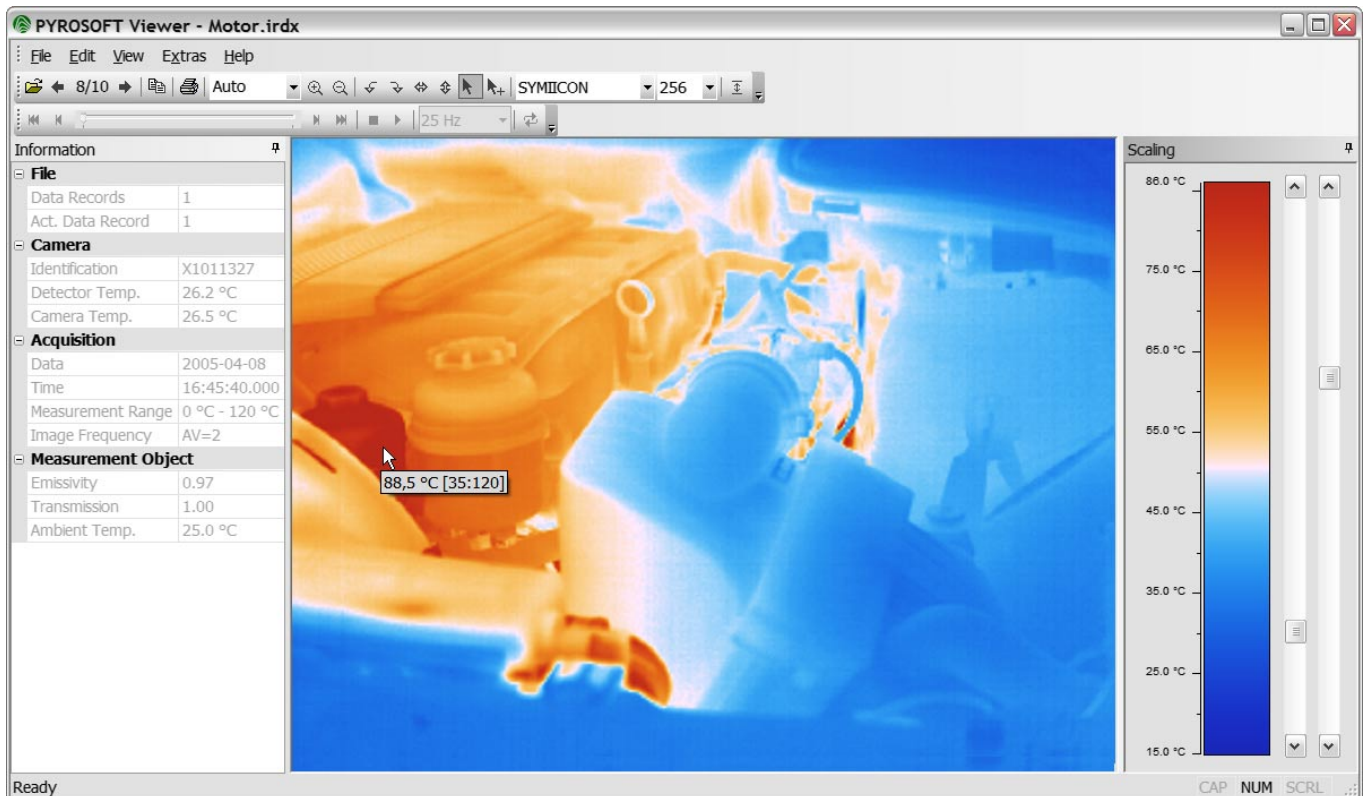 PYROSOFT Viewer - Motor.irdx
File Edit View Extras Help
8/10 Auto SYMIICON 256
25 Hz
Information
File
Data Records 1
Act. Data Record 1
Camera
Identification X1011327
Detector Temp. 26.2 °C
Camera Temp. 26.5 °C
Acquisition
Data 2005-04-08
Time 16:45:40.000
Measurement Range 0 °C - 120 °C
Image Frequency AV=2
Measurement Object
Emissivity 0.97
Transmission 1.00
Ambient Temp. 25.0 °C
88,5 °C [35:120]
Scaling
86.0 °C
75.0 °C
65.0 °C
55.0 °C
45.0 °C
35.0 °C
25.0 °C
15.0 °C
Ready
CAP NUM SCRL